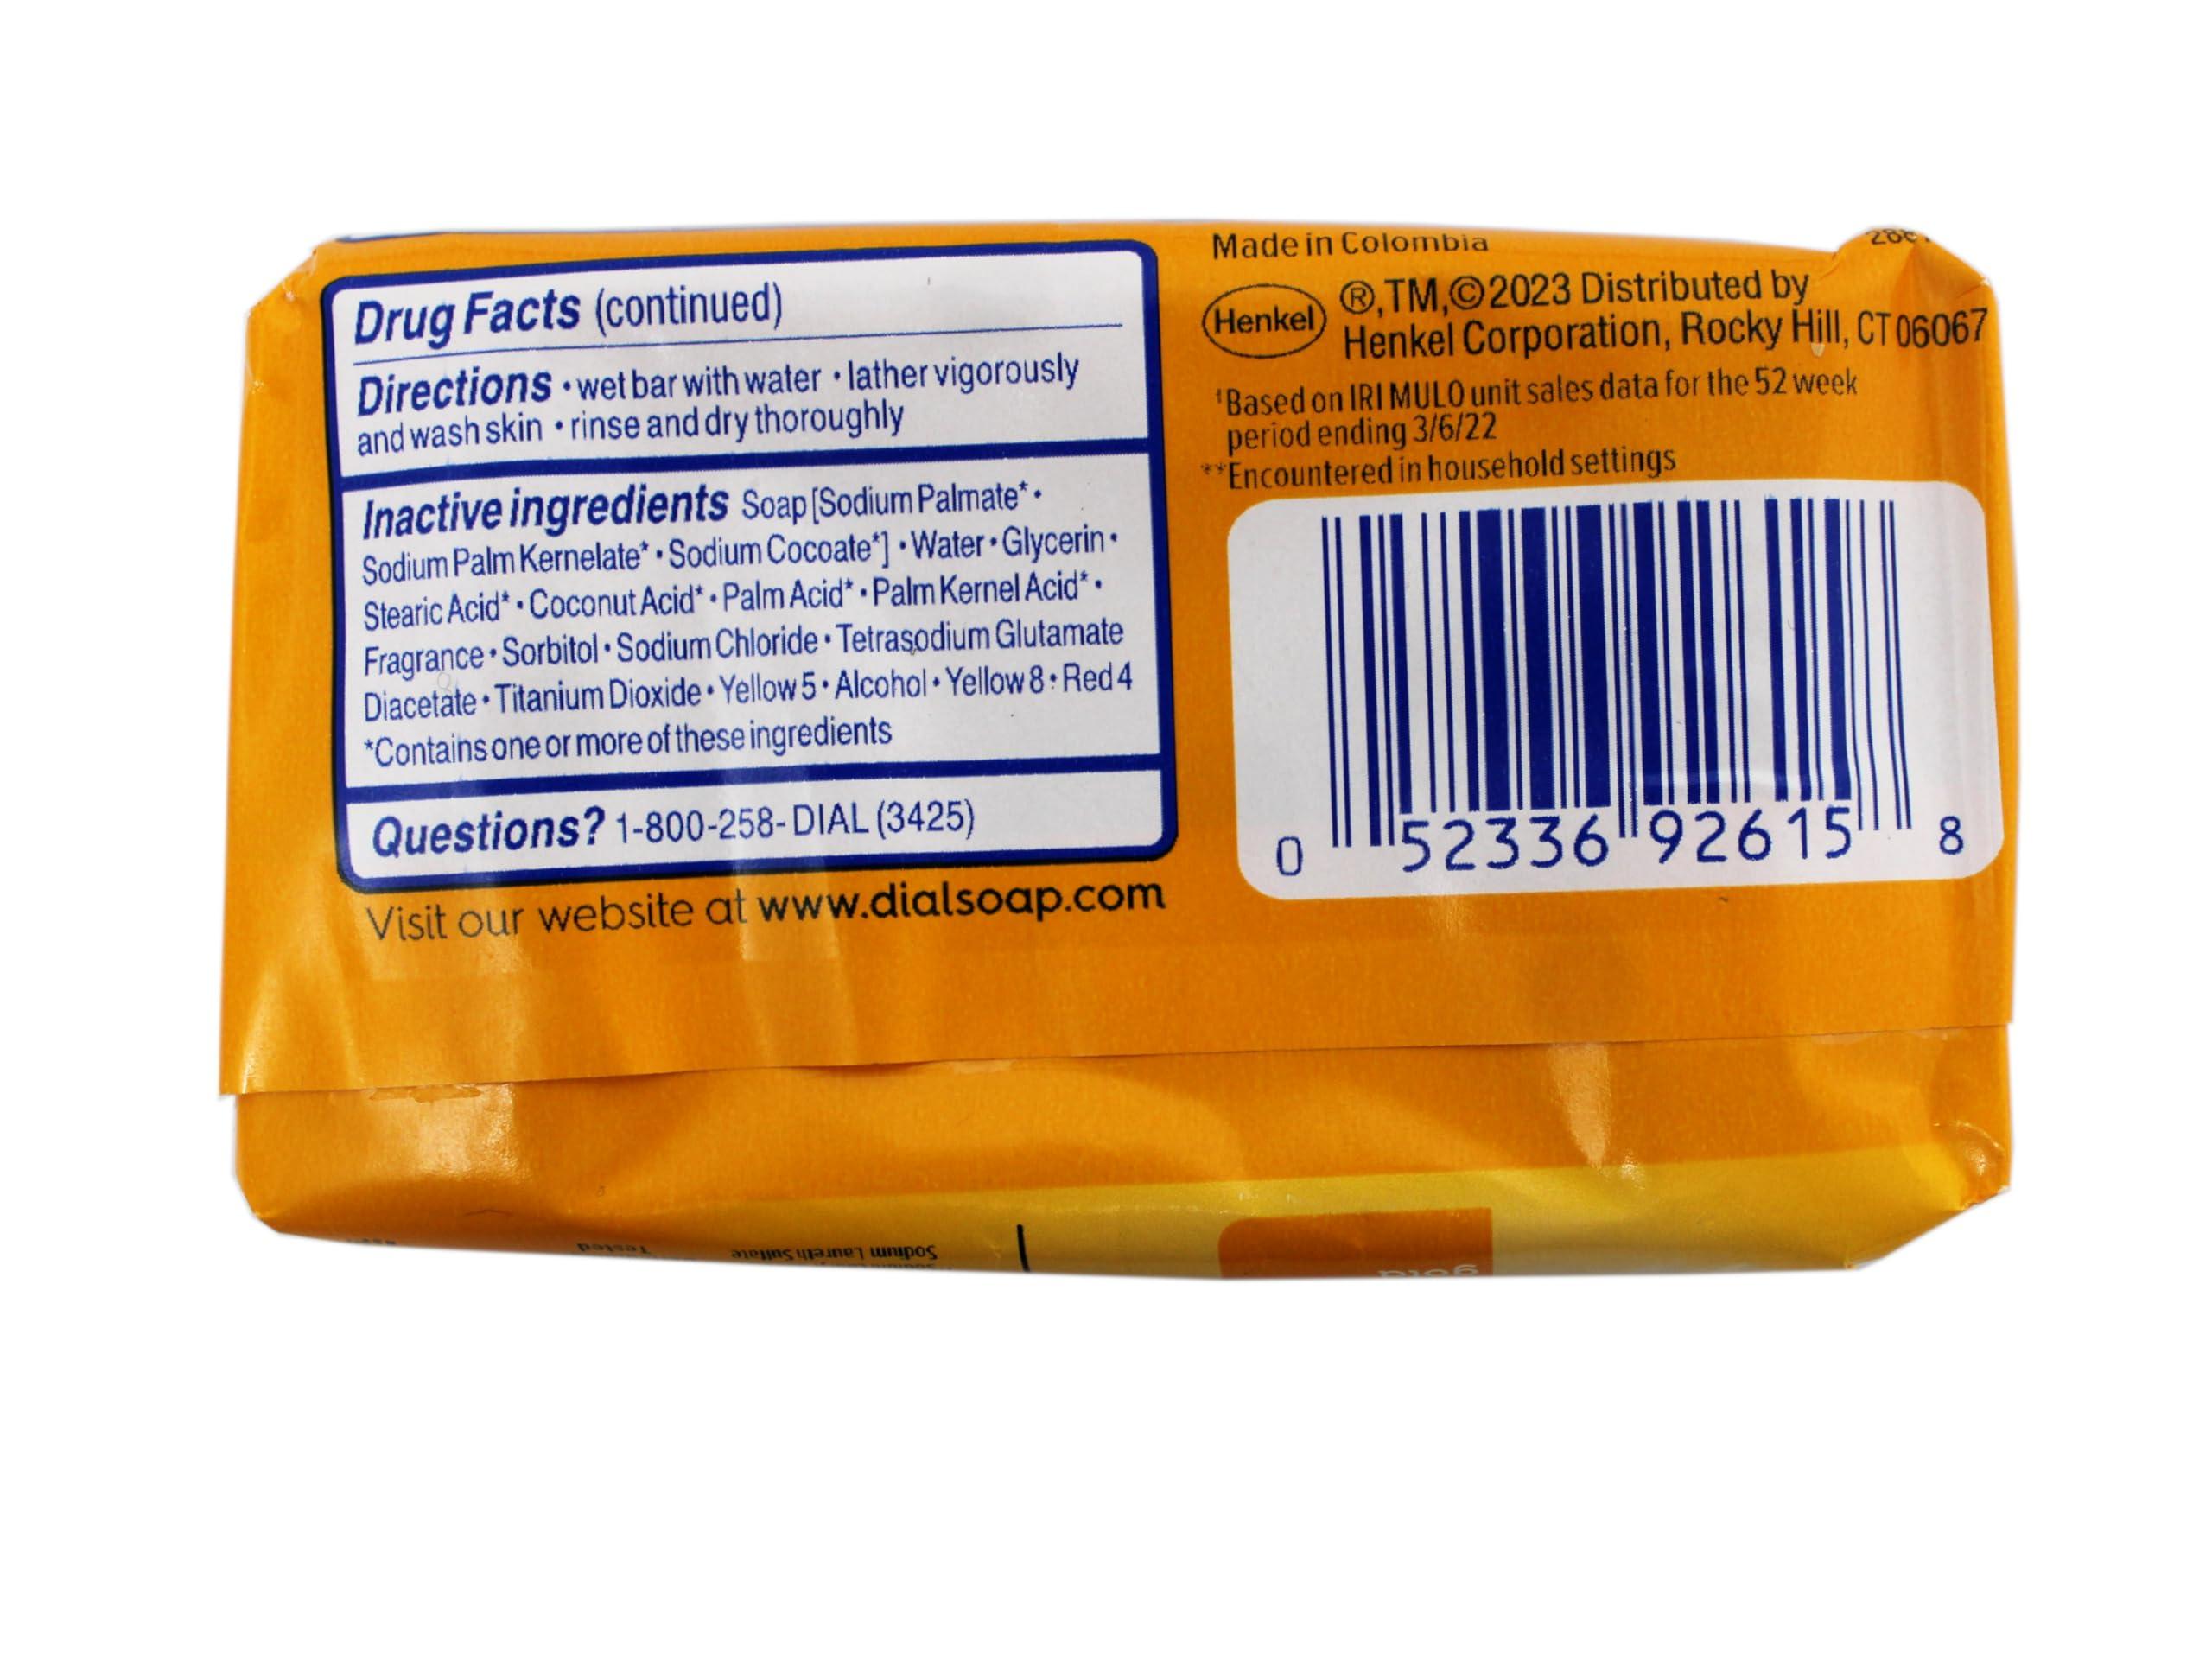 Drug Facts (continued)
Directions • wet bar with water • lather vigorously
and wash skin • rinse and dry thoroughly
Inactive ingredients Soap [Sodium Palmate* •
Sodium Palm Kernelate* • Sodium Cocoate*] • Water • Glycerin •
Stearic Acid* • Coconut Acid* • Palm Acid* • Palm Kernel Acid* •
Fragrance • Sorbitol • Sodium Chloride • Tetrasodium Glutamate
Diacetate • Titanium Dioxide • Yellow 5 • Alcohol • Yellow 8 • Red 4
*Contains one or more of these ingredients
Questions? 1-800-258-DIAL (3425)
Visit our website at www.dialsoap.com
Made in Colombia
Henkel
®,TM,©2023 Distributed by
Henkel Corporation, Rocky Hill, CT 06067
†Based on IRI MULO unit sales data for the 52 week
period ending 3/6/22
**Encountered in household settings
0 52336 92615 8
Tested
Sodium Laureth Sulfate
gold